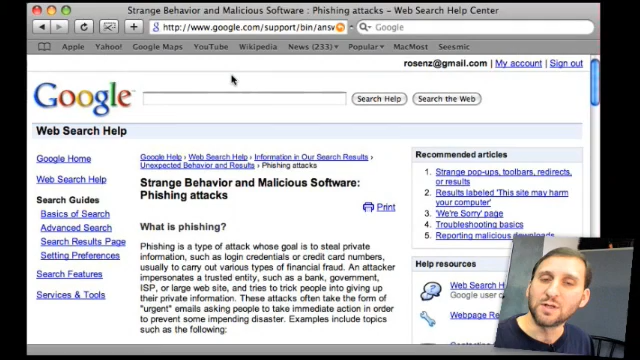 Strange Behavior and Malicious Software : Phishing attacks – Web Search Help Center
http://www.google.com/support/bin/answ
Google
Apple Yahoo! Google Maps YouTube Wikipedia News (233) Popular MacMost Seesmic
rosenz@gmail.com | My account | Sign out
Google
Search Help Search the Web
Web Search Help
Google Home
Web Search Help
Search Guides
Basics of Search
Advanced Search
Search Results Page
Setting Preferences
Search Features
Services & Tools
Google Help › Web Search Help › Information in Our Search Results ›
Unexpected Behavior and Results › Phishing attacks
Strange Behavior and Malicious Software:
Phishing attacks
Print
What is phishing?
Phishing is a type of attack whose goal is to steal private
information, such as login credentials or credit card numbers,
usually to carry out various types of financial fraud. An attacker
impersonates a trusted entity, such as a bank, government,
ISP, or large web site, and tries to trick people into giving up
their private information. These attacks often take the form of
"urgent" emails asking people to take immediate action in order
to prevent some impending disaster. Examples include topics
such as the following:
Recommended articles
1. Strange pop-ups, toolbars, redirects,
or results
2. Results labeled 'This site may harm
your computer'
3. 'We're Sorry' page
4. Troubleshooting basics
5. Reporting malicious downloads
Help resources
Web Search
Google user
Webpage